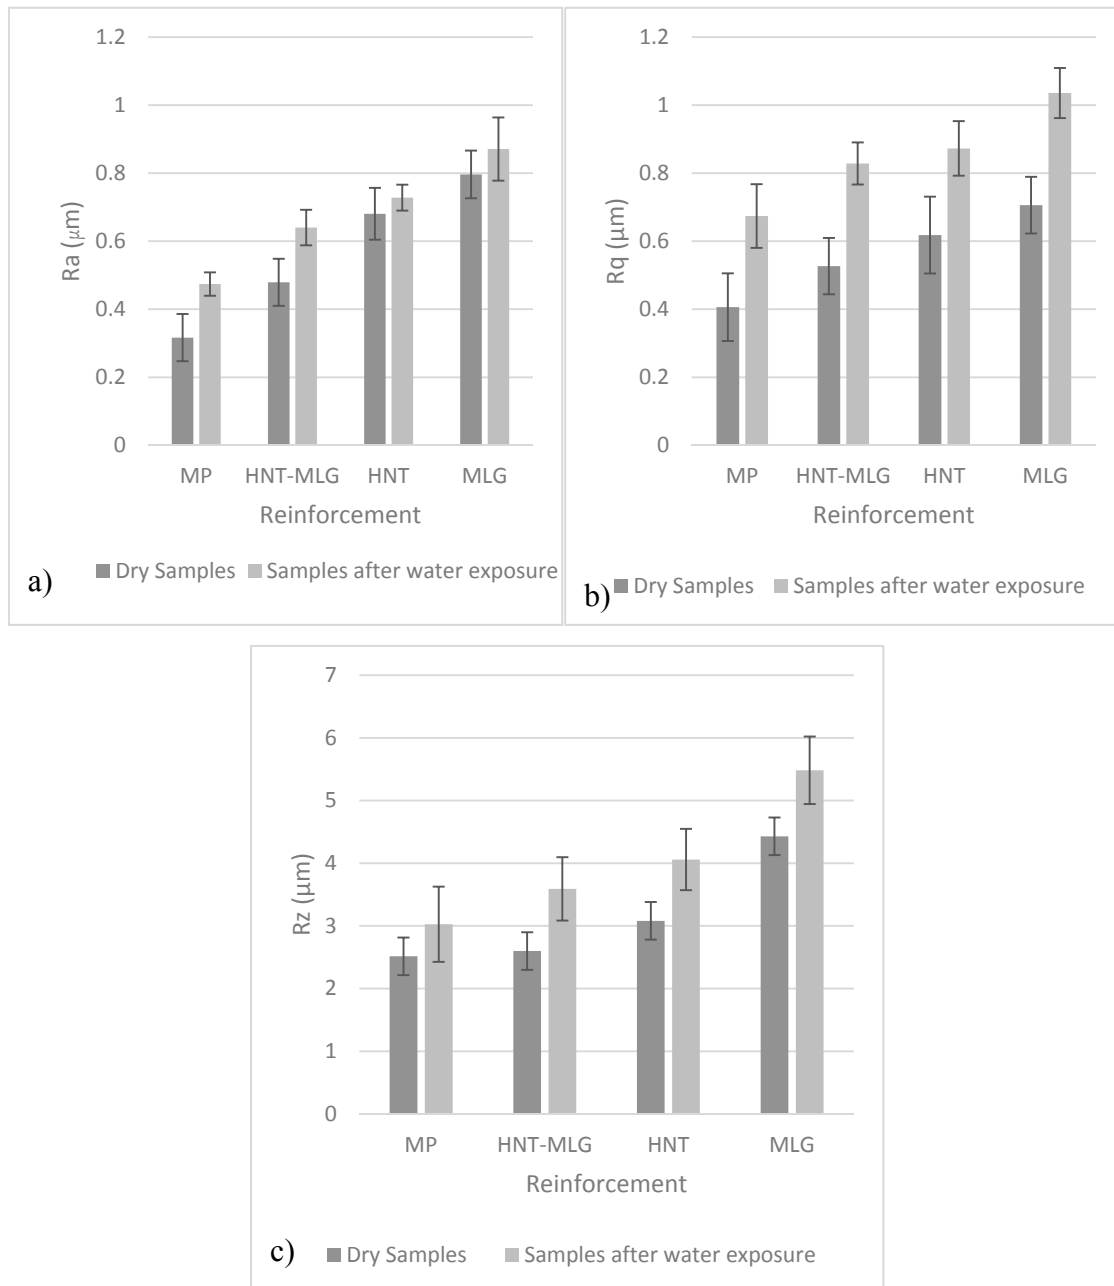 1.2
1
0.8
0.6
0.4
0.2
0
Ra (μm)
MP HNT-MLG HNT MLG
Reinforcement
Dry Samples Samples after water exposure
a)
1.2
1
0.8
0.6
0.4
0.2
0
Rq (μm)
MP HNT-MLG HNT MLG
Reinforcement
Dry Samples Samples after water exposure
b)
7
6
5
4
3
2
1
0
Rz (μm)
MP HNT-MLG HNT MLG
Reinforcement
Dry Samples Samples after water exposure
c)